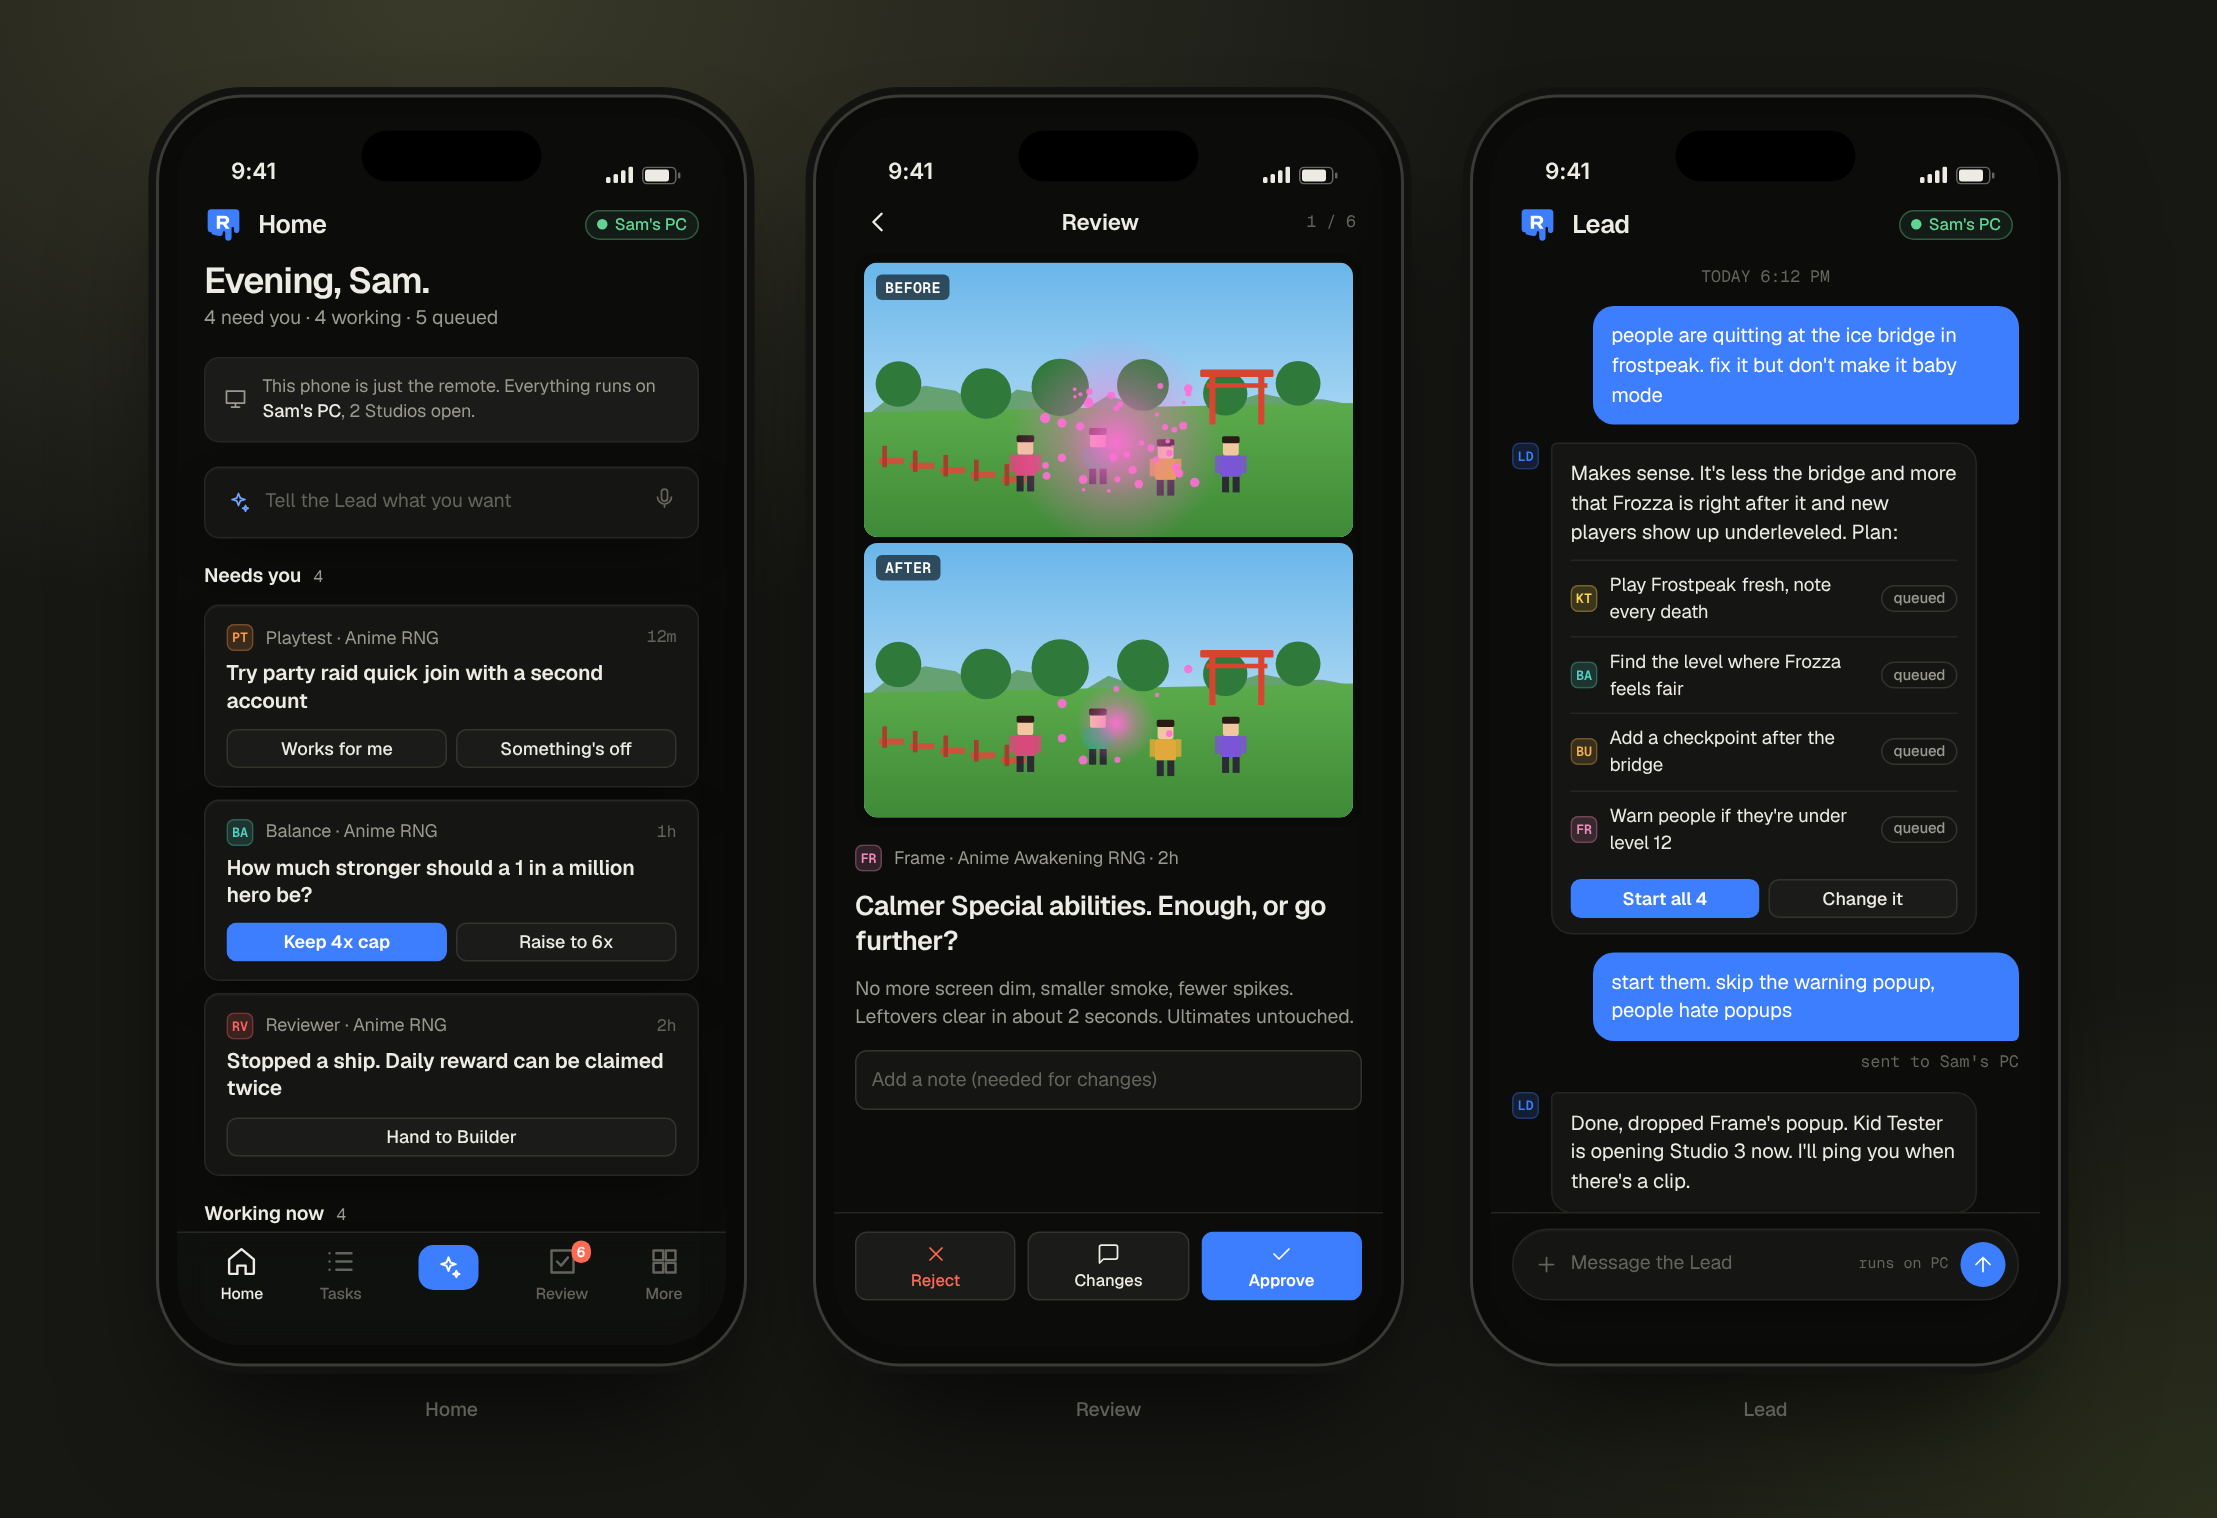 9:41
R Home
Sam's PC
Evening, Sam.
4 need you · 4 working · 5 queued
This phone is just the remote. Everything runs on
Sam's PC, 2 Studios open.
Tell the Lead what you want
Needs you 4
PT Playtest · Anime RNG 12m
Try party raid quick join with a second
account
Works for me
Something's off
BA Balance · Anime RNG 1h
How much stronger should a 1 in a million
hero be?
Keep 4x cap
Raise to 6x
RV Reviewer · Anime RNG 2h
Stopped a ship. Daily reward can be claimed
twice
Hand to Builder
Working now 4
6
Home
Tasks
Review
More
Home
9:41
Review
1 / 6
BEFORE
AFTER
FR Frame · Anime Awakening RNG · 2h
Calmer Special abilities. Enough, or go
further?
No more screen dim, smaller smoke, fewer spikes.
Leftovers clear in about 2 seconds. Ultimates untouched.
Add a note (needed for changes)
Reject
Changes
Approve
Review
9:41
R Lead
Sam's PC
TODAY 6:12 PM
people are quitting at the ice bridge in
frostpeak. fix it but don't make it baby
mode
LD
Makes sense. It's less the bridge and more
that Frozza is right after it and new
players show up underleveled. Plan:
KT Play Frostpeak fresh, note
every death
queued
BA Find the level where Frozza
feels fair
queued
BU Add a checkpoint after the
bridge
queued
FR Warn people if they're under
level 12
queued
Start all 4
Change it
start them. skip the warning popup,
people hate popups
sent to Sam's PC
LD
Done, dropped Frame's popup. Kid Tester
is opening Studio 3 now. I'll ping you when
there's a clip.
Message the Lead
runs on PC
Lead